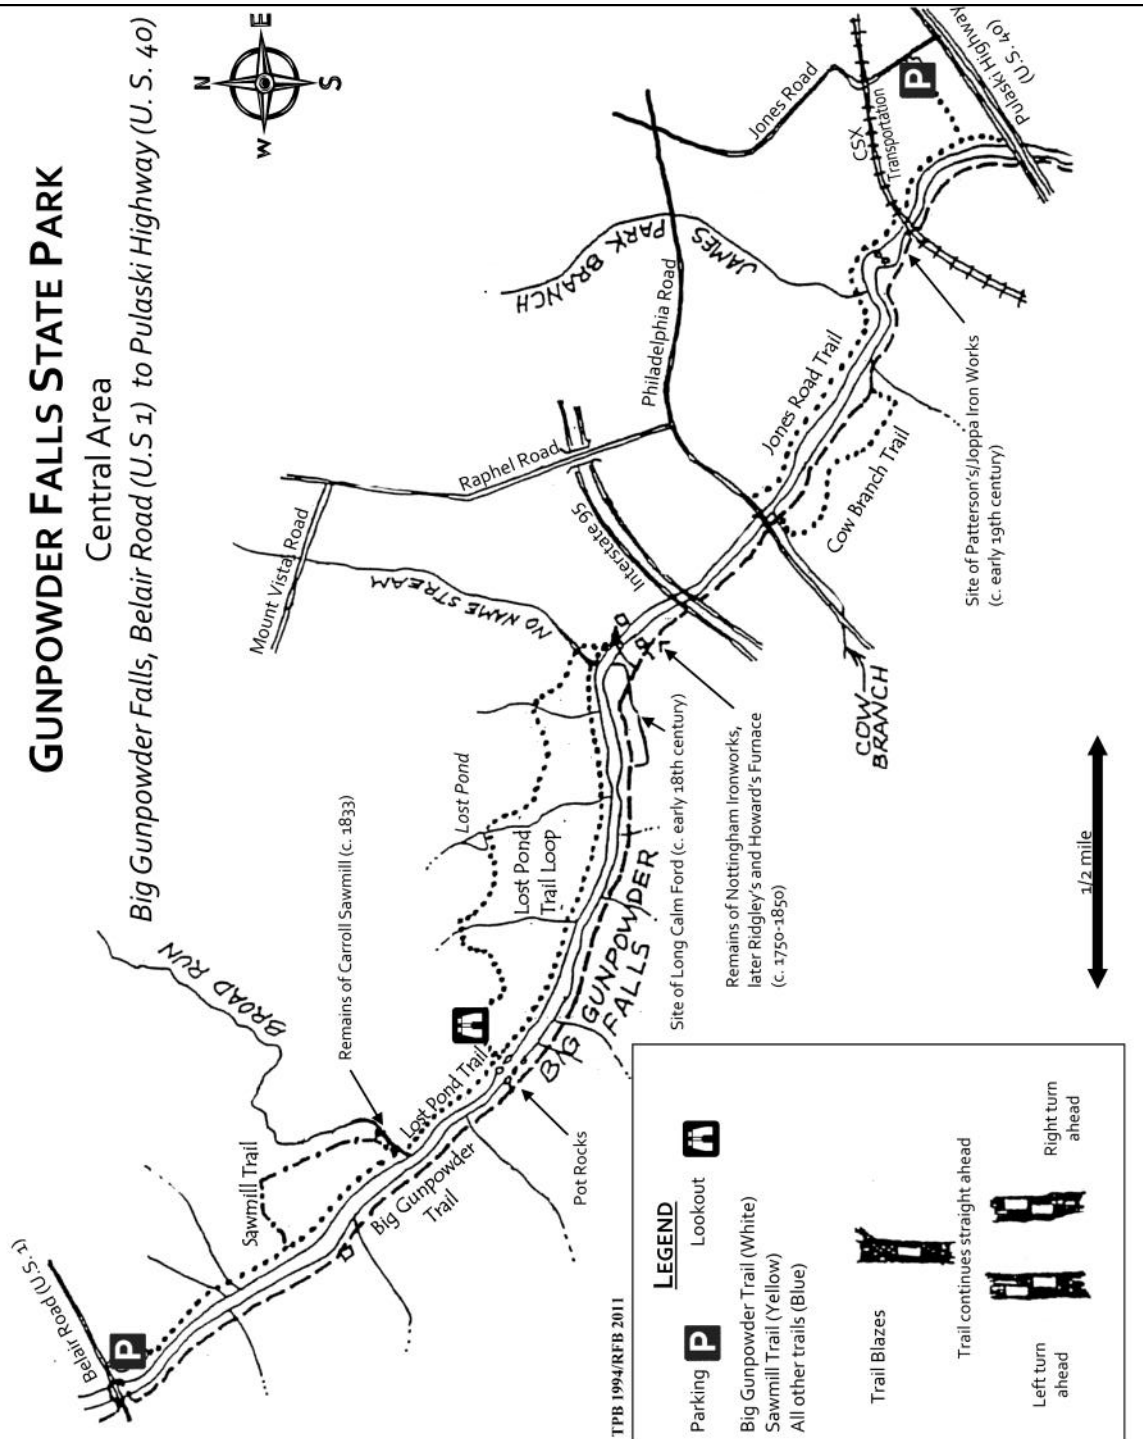 GUNPOWDER FALLS STATE PARK
Central Area
Big Gunpowder Falls, Belair Road (U.S 1) to Pulaski Highway (U. S. 40)
N
E
S
W
Belair Road (U.S. 1)
P
Sawmill Trail
BROAD RUN
Remains of Carroll Sawmill (c. 1833)
Lost Pond Trail
Big Gunpowder
Trail
Pot Rocks
BIG GUNPOWDER
FALLS
Lost Pond
Lost Pond
Trail Loop
Mount Vista Road
NO NAME STREAM
Raphel Road
Interstate 95
Philadelphia Road
JAMES
PARK BRANCH
Jones Road
CSX
Transportation
P
Pulaski Highway
(U.S. 40)
Jones Road Trail
Cow Branch Trail
COW
BRANCH
Site of Long Calm Ford (c. early 18th century)
Remains of Nottingham Ironworks,
later Ridgley's and Howard's Furnace
(c. 1750-1850)
Site of Patterson's/Joppa Iron Works
(c. early 19th century)
1/2 mile
TPB 1994/RFB 2011
LEGEND
Parking P Lookout
Big Gunpowder Trail (White)
Sawmill Trail (Yellow)
All other trails (Blue)
Trail Blazes
Trail continues straight ahead
Left turn
ahead
Right turn
ahead